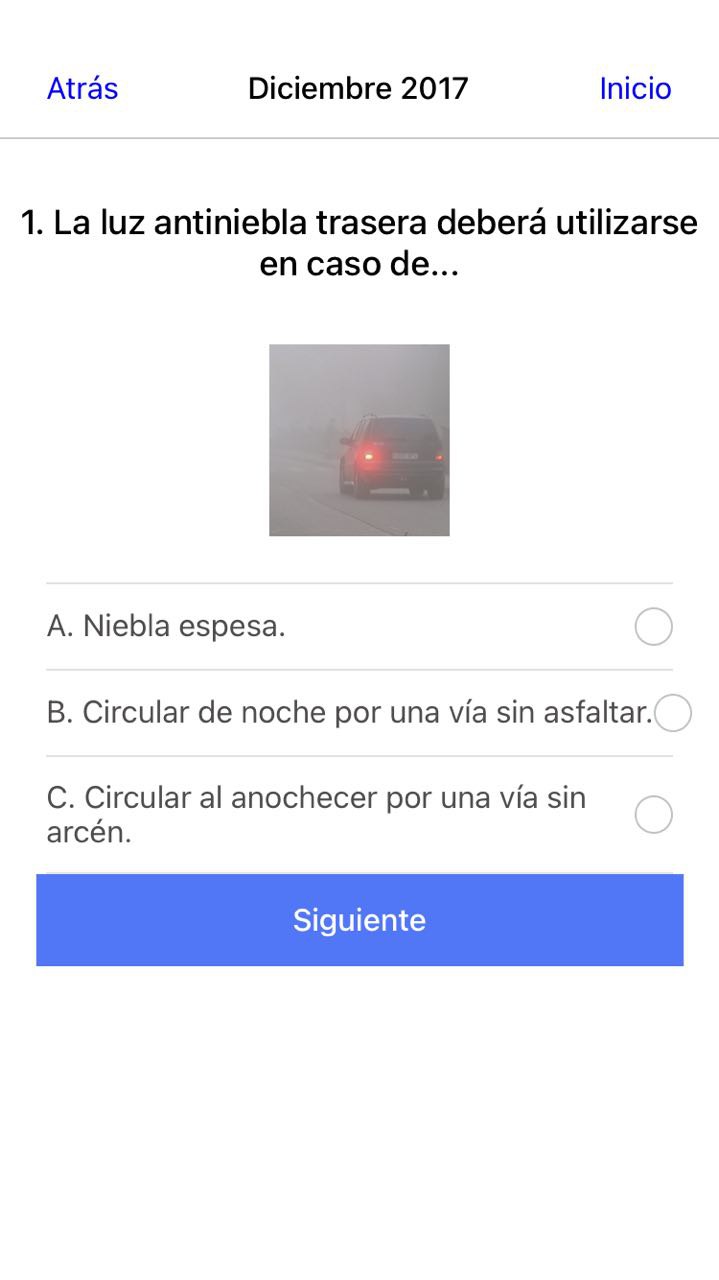 Atrás
Diciembre 2017
Inicio
1. La luz antiniebla trasera deberá utilizarse
en caso de...
A. Niebla espesa.
B. Circular de noche por una vía sin asfaltar.
C. Circular al anochecer por una vía sin
arcén.
Siguiente